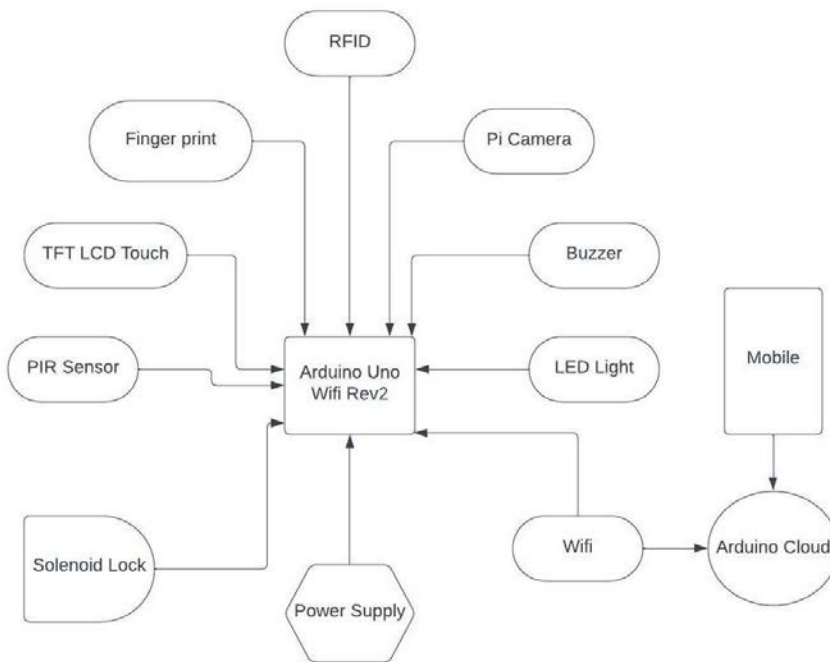 RFID
Finger print
Pi Camera
TFT LCD Touch
Buzzer
PIR Sensor
Arduino Uno
Wifi Rev2
LED Light
Mobile
Solenoid Lock
Power Supply
Wifi
Arduino Cloud